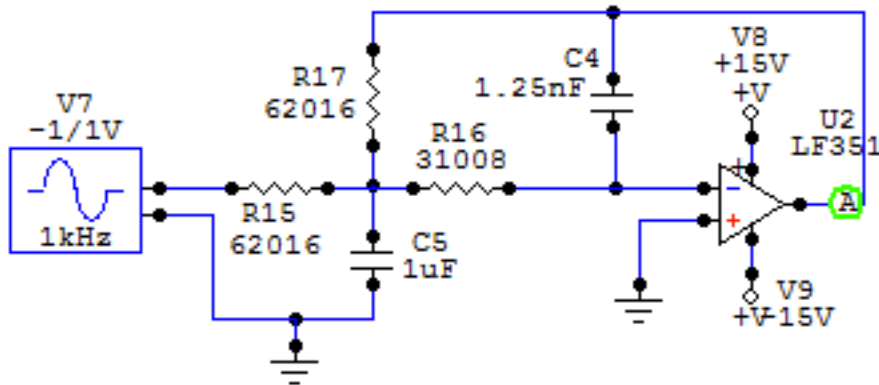 V7
-1/1V
1kHz
R15
62016
R17
62016
R16
31008
C5
1uF
C4
1.25nF
V8
+15V
+V
U2
LF351
A
V9
+V-15V